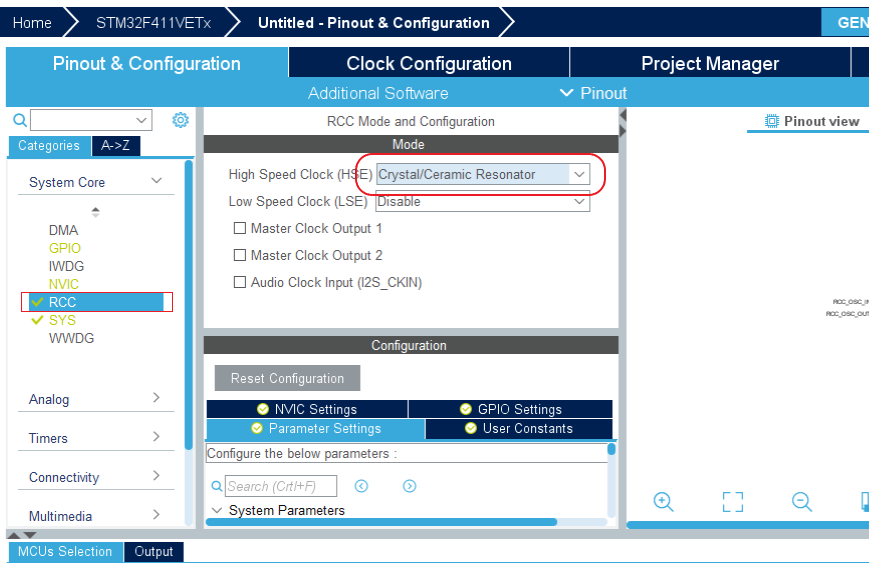 Home STM32F411VETx Untitled - Pinout & Configuration GEN
Pinout & Configuration Clock Configuration Project Manager
Additional Software Pinout
RCC Mode and Configuration
Pinout view
Categories A->Z
Mode
System Core
High Speed Clock (HSE) Crystal/Ceramic Resonator
Low Speed Clock (LSE) Disable
Master Clock Output 1
Master Clock Output 2
Audio Clock Input (I2S_CKIN)
DMA
GPIO
IWDG
NVIC
RCC
SYS
WWDG
RCC_OSC_IN
RCC_OSC_OUT
Configuration
Reset Configuration
NVIC Settings GPIO Settings
Parameter Settings User Constants
Configure the below parameters :
Search (CrtI+F)
System Parameters
Analog
Timers
Connectivity
Multimedia
MCUs Selection Output